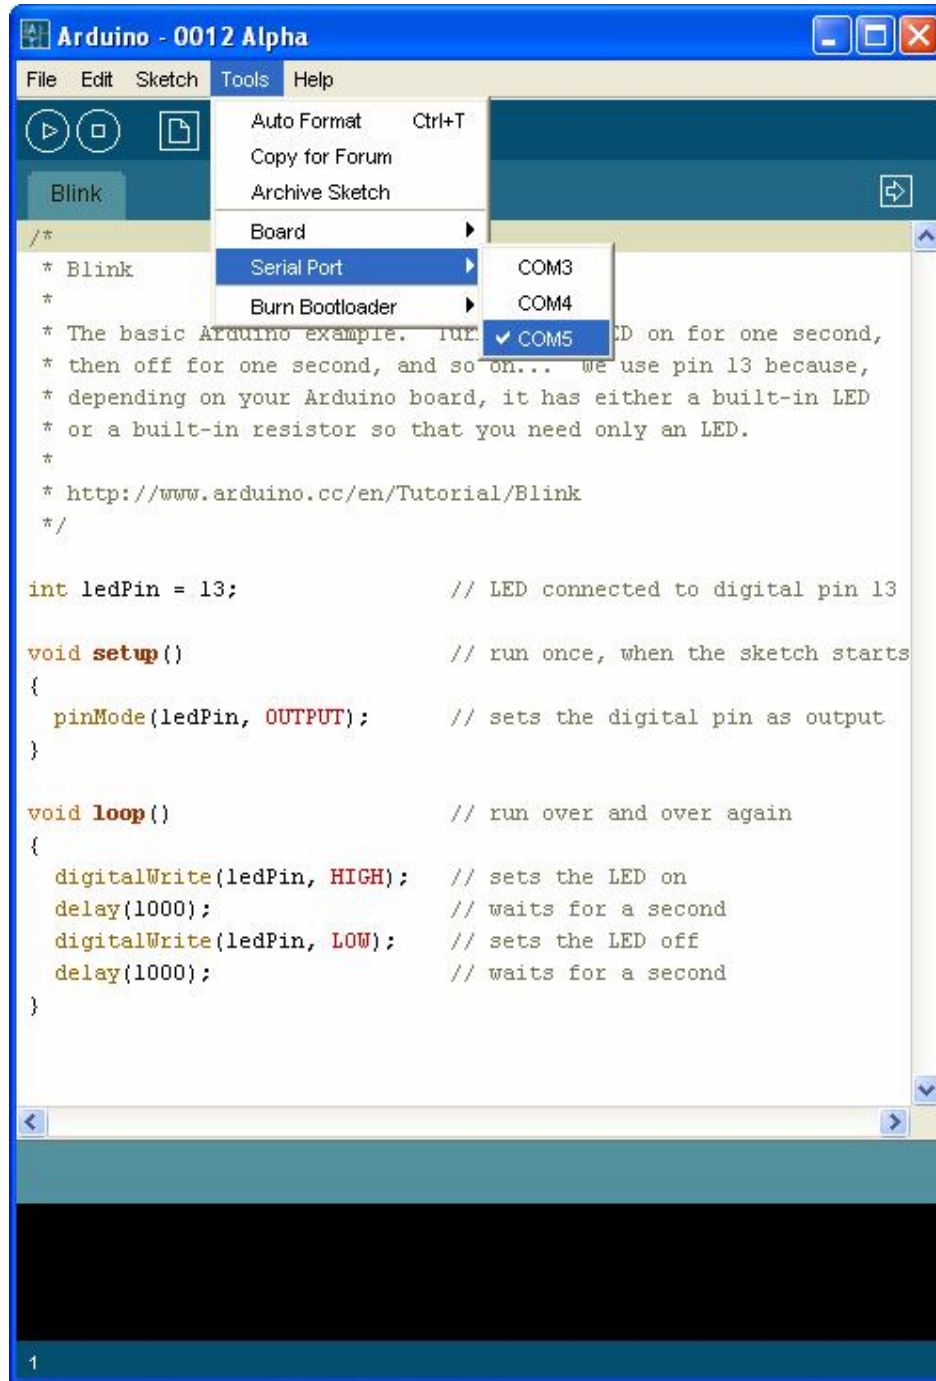 Arduino - 0012 Alpha
File Edit Sketch Tools Help
Auto Format Ctrl+T
Copy for Forum
Archive Sketch
Board
Serial Port
Burn Bootloader
COM3
COM4
COM5
Blink
/*
* Blink
*
* The basic Arduino example. on for one second,
* then off for one second, and so on... We use pin 13 because,
* depending on your Arduino board, it has either a built-in LED
* or a built-in resistor so that you need only an LED.
*
* http://www.arduino.cc/en/Tutorial/Blink
*/
int ledPin = 13; // LED connected to digital pin 13
void setup() // run once, when the sketch starts
{
pinMode(ledPin, OUTPUT); // sets the digital pin as output
}
void loop() // run over and over again
{
digitalWrite(ledPin, HIGH); // sets the LED on
delay(1000); // waits for a second
digitalWrite(ledPin, LOW); // sets the LED off
delay(1000); // waits for a second
}
1